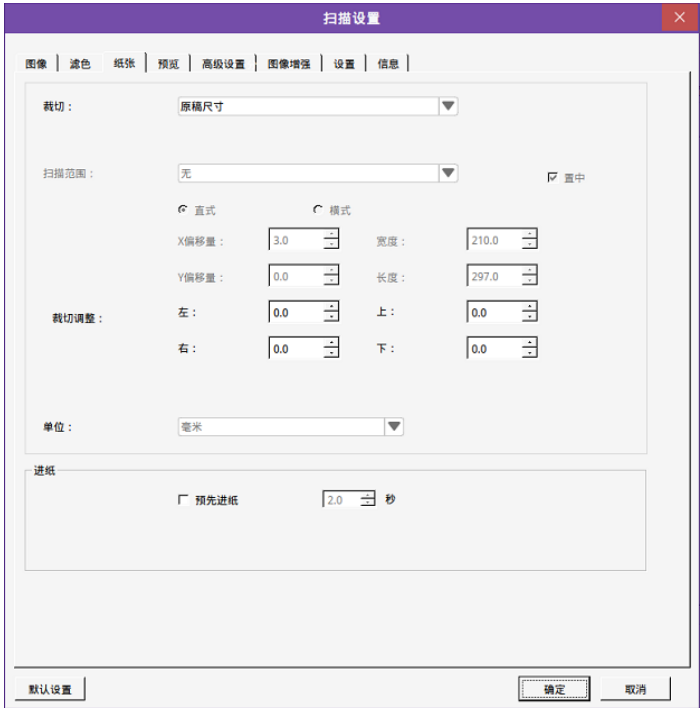 扫描设置
图像 滤色 纸张 预览 高级设置 图像增强 设置 信息
裁切： 原稿尺寸
扫描范围： 无 置中
直式 横式
X偏移量： 3.0 宽度： 210.0
Y偏移量： 0.0 长度： 297.0
裁切调整： 左： 0.0 上： 0.0
右： 0.0 下： 0.0
单位： 毫米
进纸
预先进纸 2.0 秒
默认设置 确定 取消